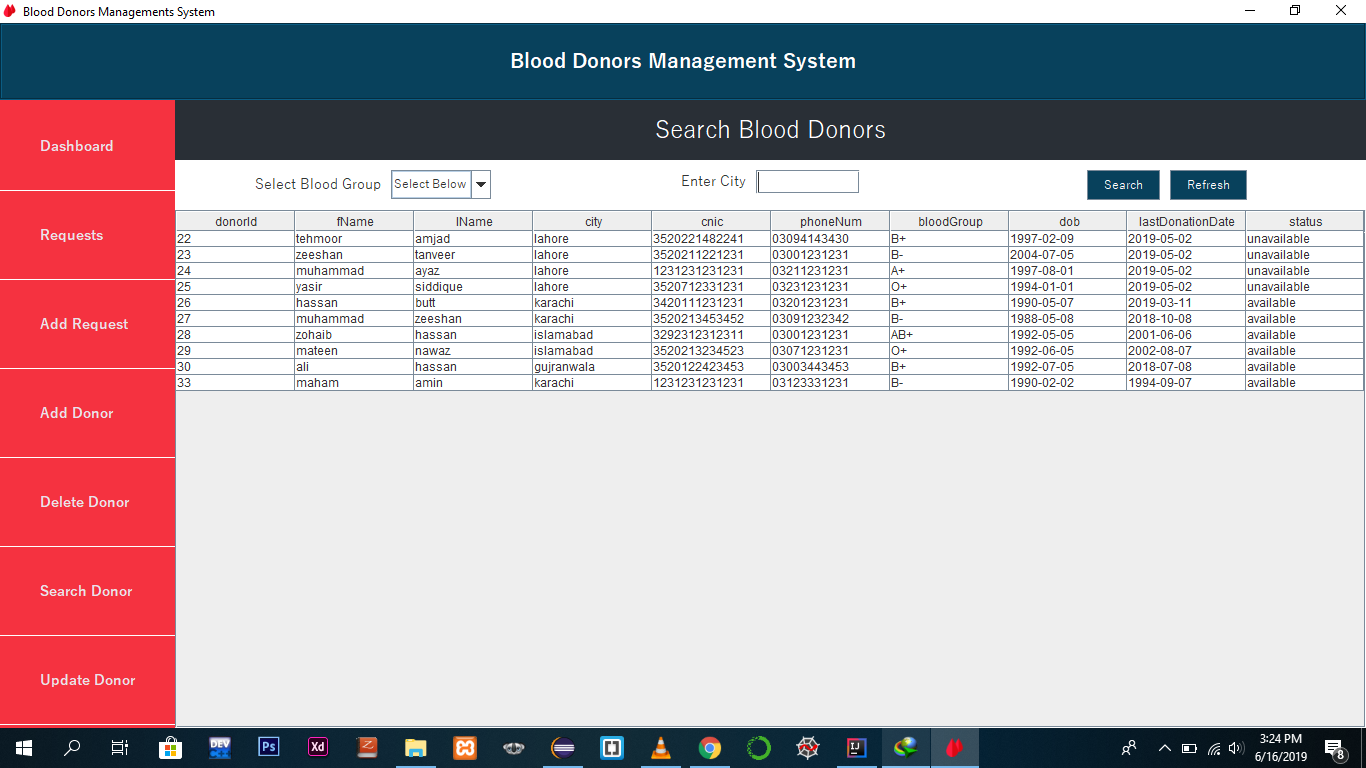 Blood Donors Managements System
Blood Donors Management System
Dashboard
Requests
Add Request
Add Donor
Delete Donor
Search Donor
Update Donor
Search Blood Donors
Select Blood Group Select Below Enter City Search Refresh
donorId fName lName city cnic phoneNum bloodGroup dob lastDonationDate status
22 tehmoor amjad lahore 3520221482241 03094143430 B+ 1997-02-09 2019-05-02 unavailable
23 zeeshan tanveer lahore 3520211221231 03001231231 B- 2004-07-05 2019-05-02 unavailable
24 muhammad ayaz lahore 1231231231231 03211231231 A+ 1997-08-01 2019-05-02 unavailable
25 yasir siddique lahore 3520712331231 03231231231 O+ 1994-01-01 2019-05-02 unavailable
26 hassan butt karachi 3420111231231 03201231231 B+ 1990-05-07 2019-03-11 available
27 muhammad zeeshan karachi 3520213453452 03091232342 B- 1988-05-08 2018-10-08 available
28 zohaib hassan islamabad 3292312312311 03001231231 AB+ 1992-05-05 2001-06-06 available
29 mateen nawaz islamabad 3520213234523 03071231231 O+ 1992-06-05 2002-08-07 available
30 ali hassan gujranwala 3520122423453 03003443453 B+ 1992-07-05 2018-07-08 available
33 maham amin karachi 1231231231231 03123331231 B- 1990-02-02 1994-09-07 available
DEV Ps Xd IJ
3:24 PM
6/16/2019
8